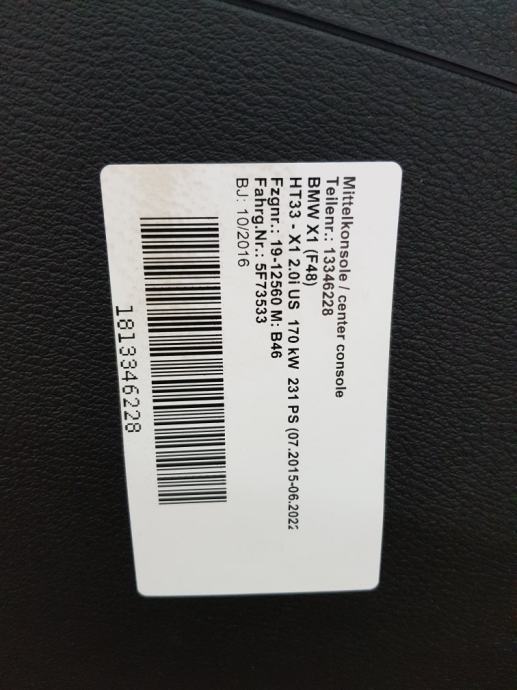 Mittelkonsole / center console
Teilenr.: 13346228
BMW X1 (F48)
HT33 - X1 2.0i US 170 kW 231 PS (07.2015-06.2022
Fzgnr.: 19-12560 M: B46
Fahrg.Nr.: 5F73533
BJ: 10/2016
1813346228